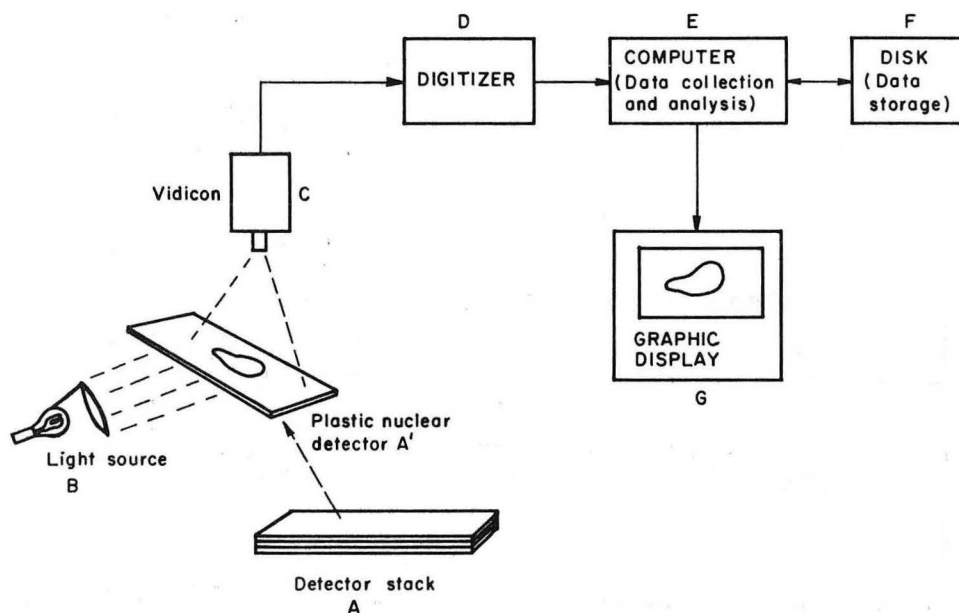 D
E
F
DIGITIZER
COMPUTER
(Data collection
and analysis)
DISK
(Data
storage)
Vidicon
C
GRAPHIC
DISPLAY
G
Plastic nuclear
detector A'
Light source
B
Detector stack
A